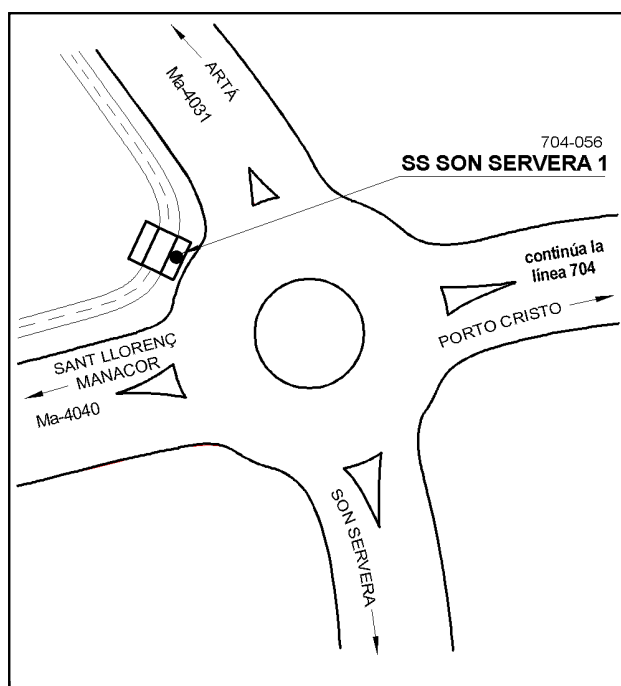 ARTÁ
Ma-4031
704-056
SS SON SERVERA 1
continúa la
línea 704
PORTO CRISTO
SANT LLORENÇ
MANACOR
Ma-4040
SON SERVERA